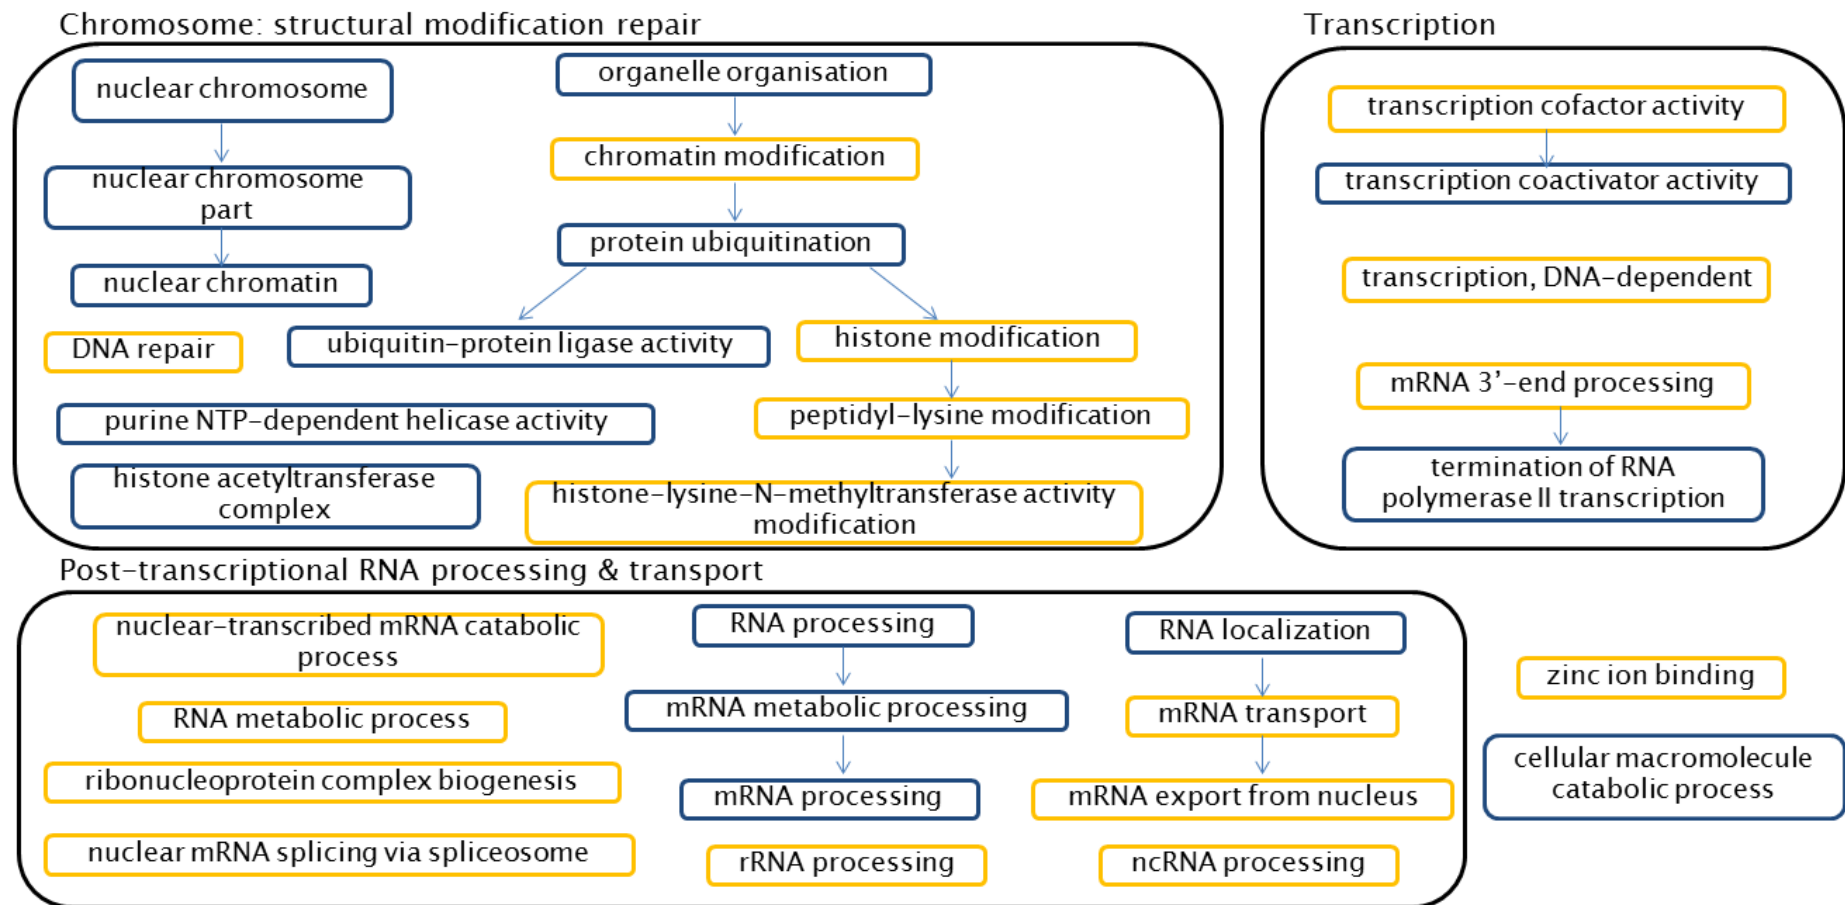 Chromosome: structural modification repair
nuclear chromosome
nuclear chromosome
part
nuclear chromatin
organelle organisation
chromatin modification
protein ubiquitination
DNA repair
ubiquitin-protein ligase activity
histone modification
purine NTP-dependent helicase activity
peptidyl-lysine modification
histone acetyltransferase
complex
histone-lysine-N-methyltransferase activity
modification
Transcription
transcription cofactor activity
transcription coactivator activity
transcription, DNA-dependent
mRNA 3’-end processing
termination of RNA
polymerase II transcription
Post-transcriptional RNA processing & transport
nuclear-transcribed mRNA catabolic
process
RNA metabolic process
ribonucleoprotein complex biogenesis
nuclear mRNA splicing via spliceosome
RNA processing
mRNA metabolic processing
mRNA processing
rRNA processing
RNA localization
mRNA transport
mRNA export from nucleus
ncRNA processing
zinc ion binding
cellular macromolecule
catabolic process